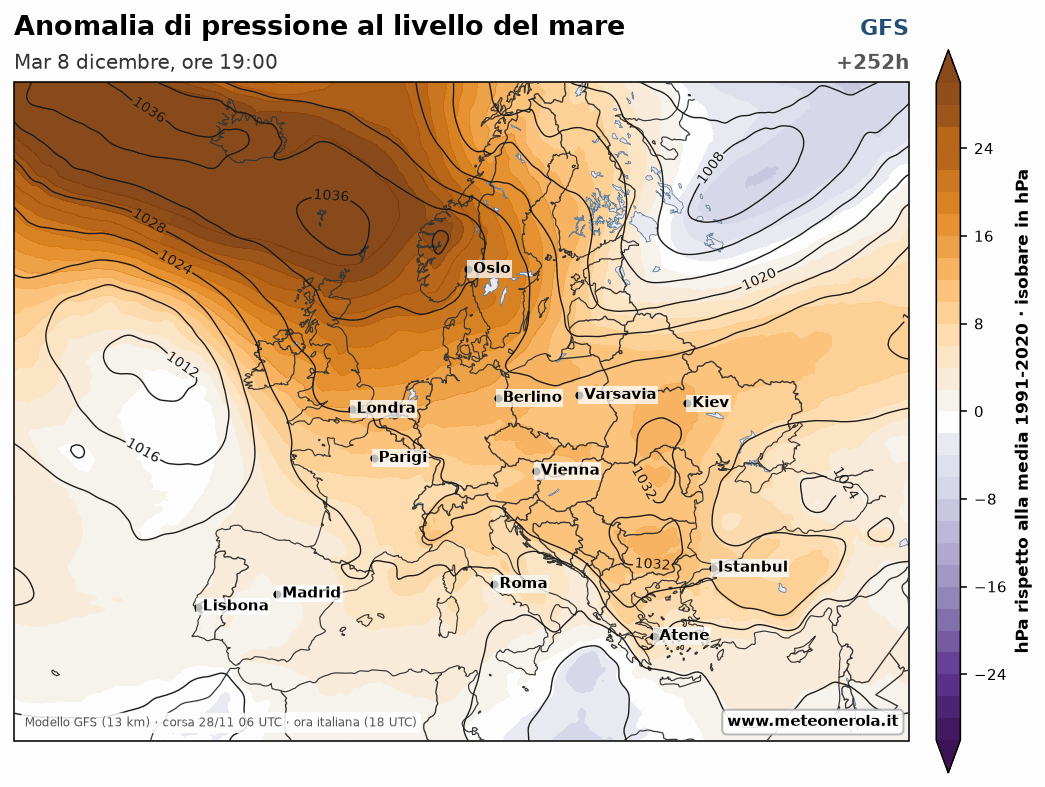 Anomalia di pressione al livello del mare
GFS
Mar 8 dicembre, ore 19:00
+252h
1036
1036
1028
1024
1008
1020
1012
1016
1032
1024
1032
Oslo
Londra
Berlino
Varsavia
Kiev
Parigi
Vienna
Istanbul
Roma
Madrid
Lisbona
Atene
Modello GFS (13 km) · corsa 28/11 06 UTC · ora italiana (18 UTC)
www.meteonerola.it
24
16
8
0
−8
−16
−24
hPa rispetto alla media 1991-2020 · isobare in hPa